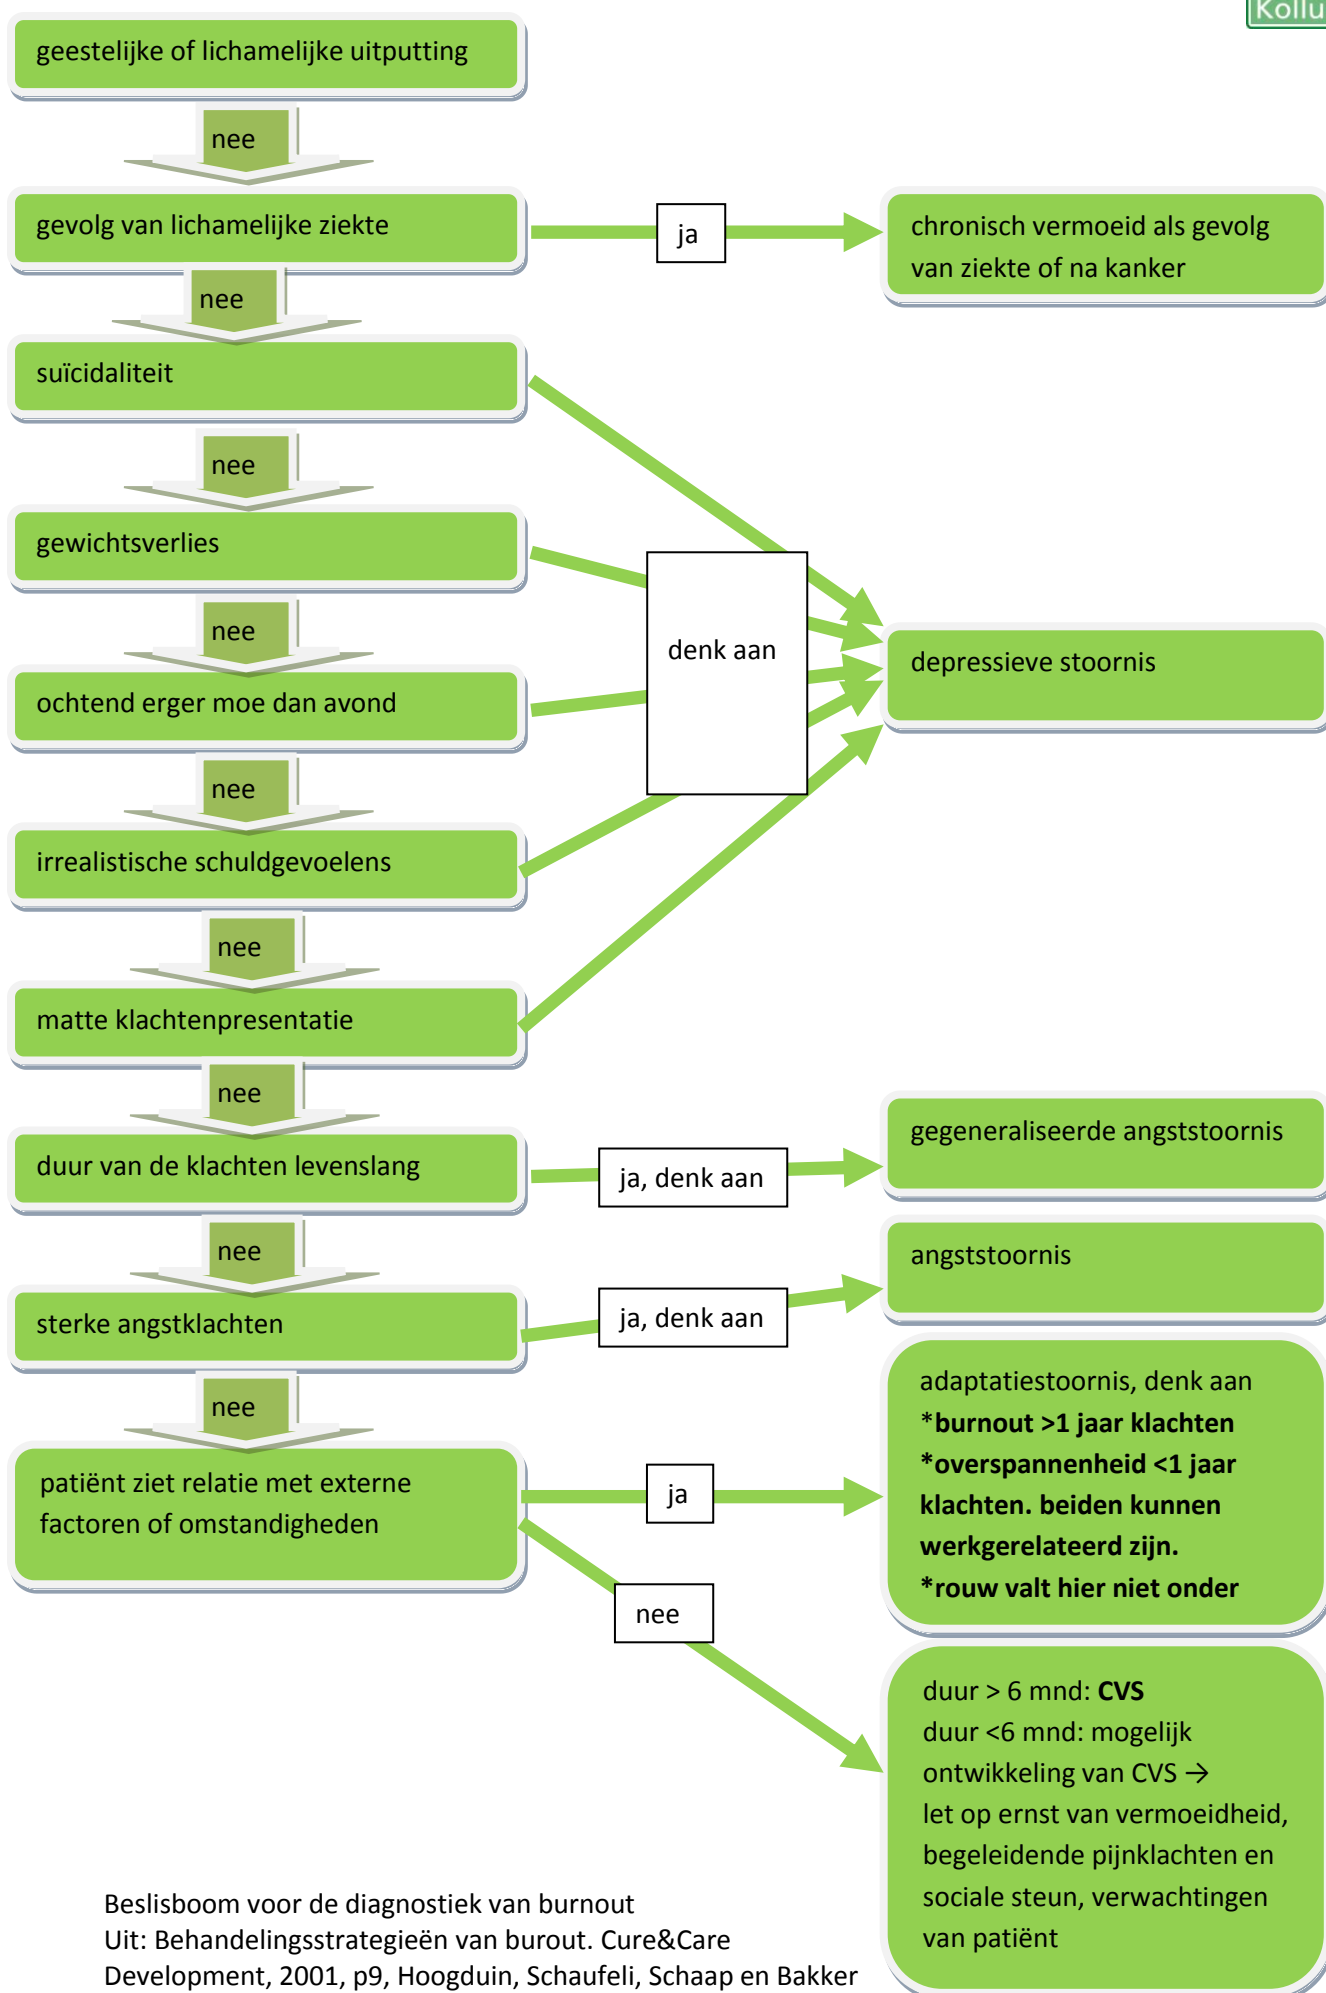 Kollu
geestelijke of lichamelijke uitputting
nee
gevolg van lichamelijke ziekte
ja
chronisch vermoeid als gevolg
van ziekte of na kanker
nee
suïcidaliteit
nee
gewichtsverlies
denk aan
depressieve stoornis
nee
ochtend erger moe dan avond
nee
irrealistische schuldgevoelens
nee
matte klachtenpresentatie
nee
duur van de klachten levenslang
ja, denk aan
gegeneraliseerde angststoornis
nee
sterke angstklachten
ja, denk aan
angststoornis
nee
patiënt ziet relatie met externe
factoren of omstandigheden
ja
adaptatiestoornis, denk aan
*burnout >1 jaar klachten
*overspannenheid <1 jaar
klachten. beiden kunnen
werkgerelateerd zijn.
*rouw valt hier niet onder
nee
duur > 6 mnd: CVS
duur <6 mnd: mogelijk
ontwikkeling van CVS →
let op ernst van vermoeidheid,
begeleidende pijnklachten en
sociale steun, verwachtingen
van patiënt
Beslisboom voor de diagnostiek van burnout
Uit: Behandelingsstrategieën van burout. Cure&Care
Development, 2001, p9, Hoogduin, Schaufeli, Schaap en Bakker